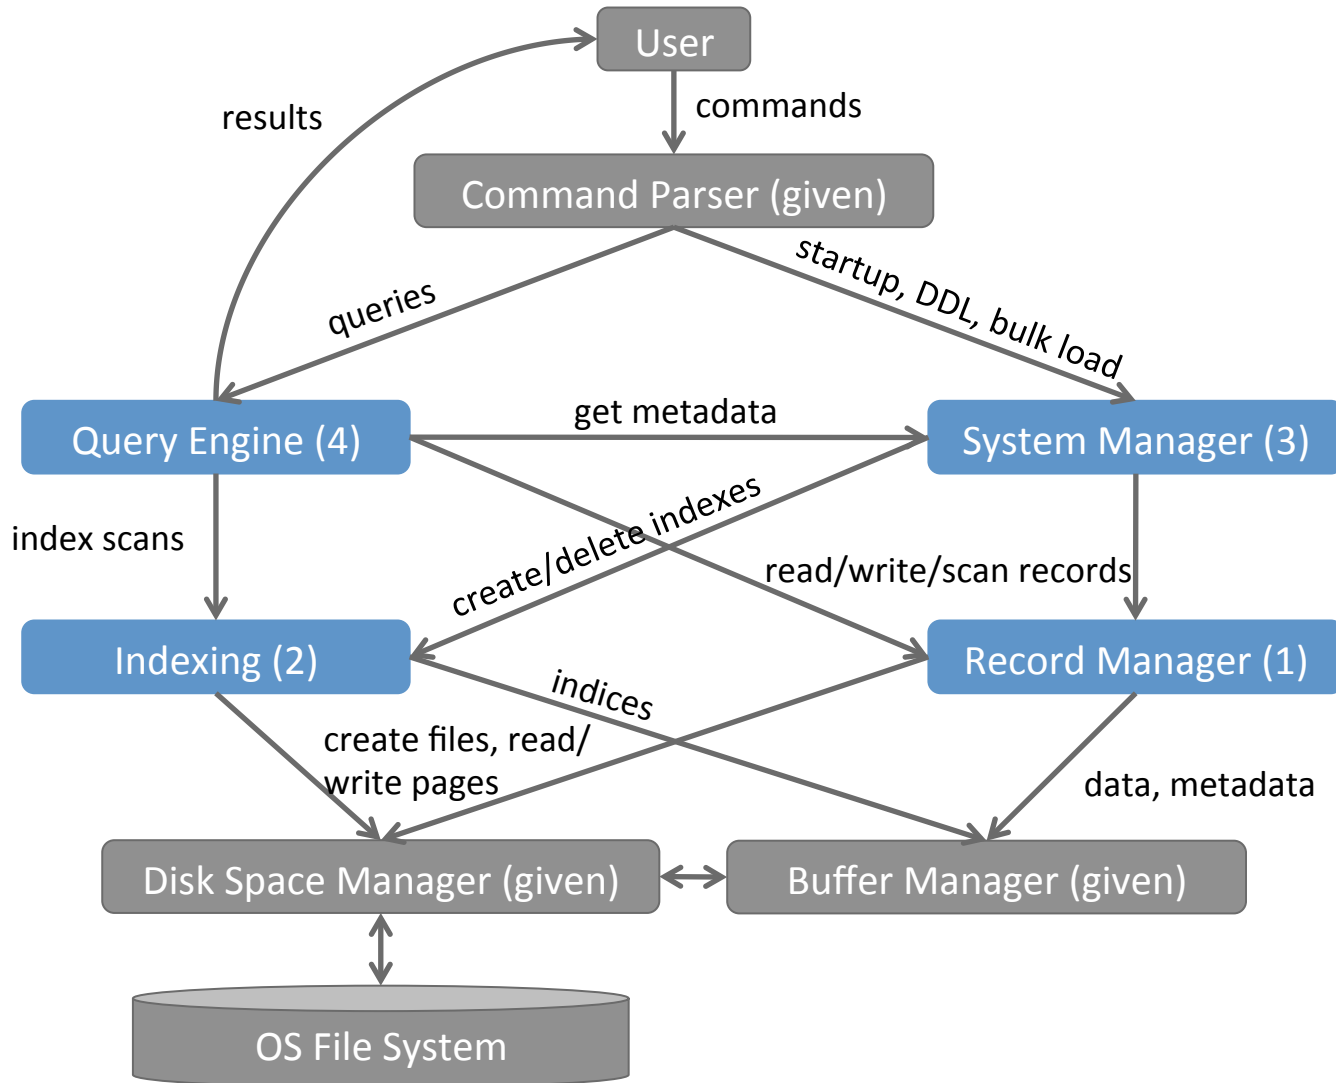 User
results
commands
Command Parser (given)
startup, DDL, bulk load
queries
get metadata
Query Engine (4)
System Manager (3)
create/delete indexes
index scans
read/write/scan records
Indexing (2)
Record Manager (1)
indices
create files, read/
write pages
data, metadata
Disk Space Manager (given)
Buffer Manager (given)
OS File System